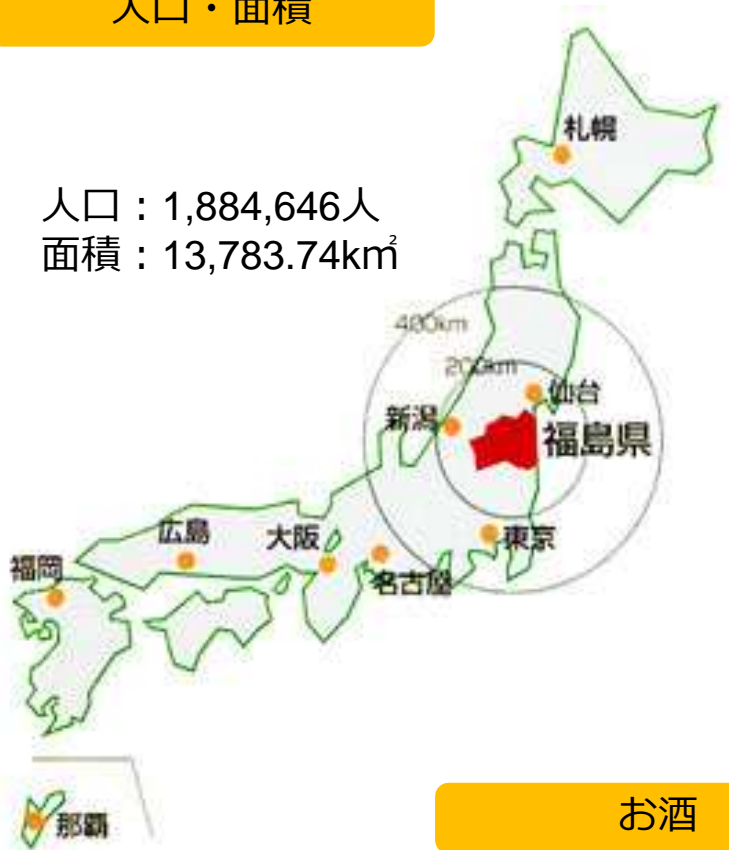 人口・面積
人口：1,884,646人
面積：13,783.74k㎡
札幌
400km
200km
仙台
新潟
福島県
広島
大阪
東京
福岡
名古屋
那覇
お酒